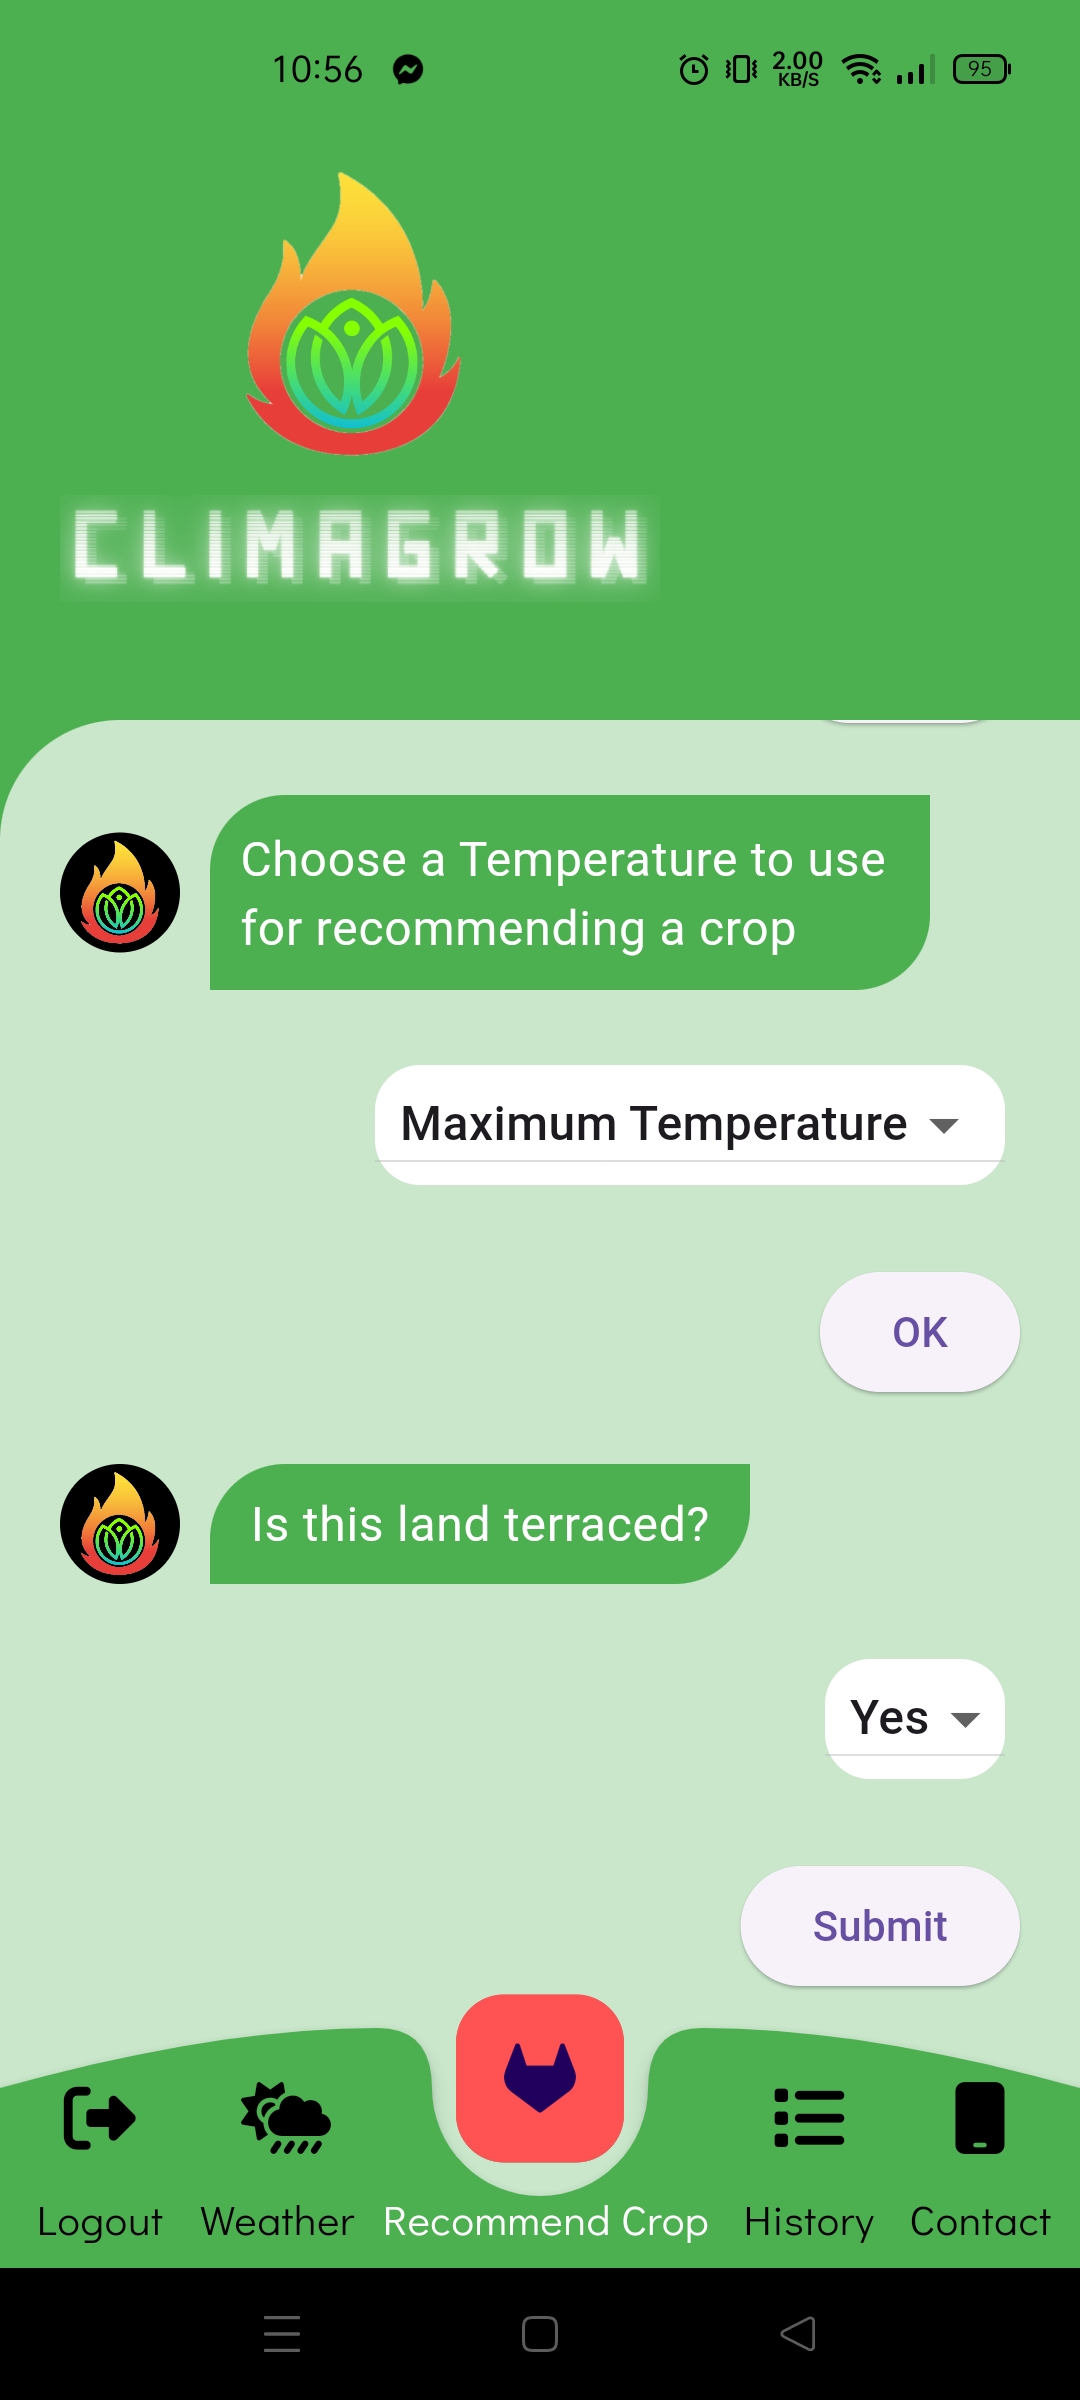 10:56
2.00
KB/S
95
CLIMAGROW
Choose a Temperature to use
for recommending a crop
Maximum Temperature
OK
Is this land terraced?
Yes
Submit
Logout
Weather
Recommend Crop
History
Contact